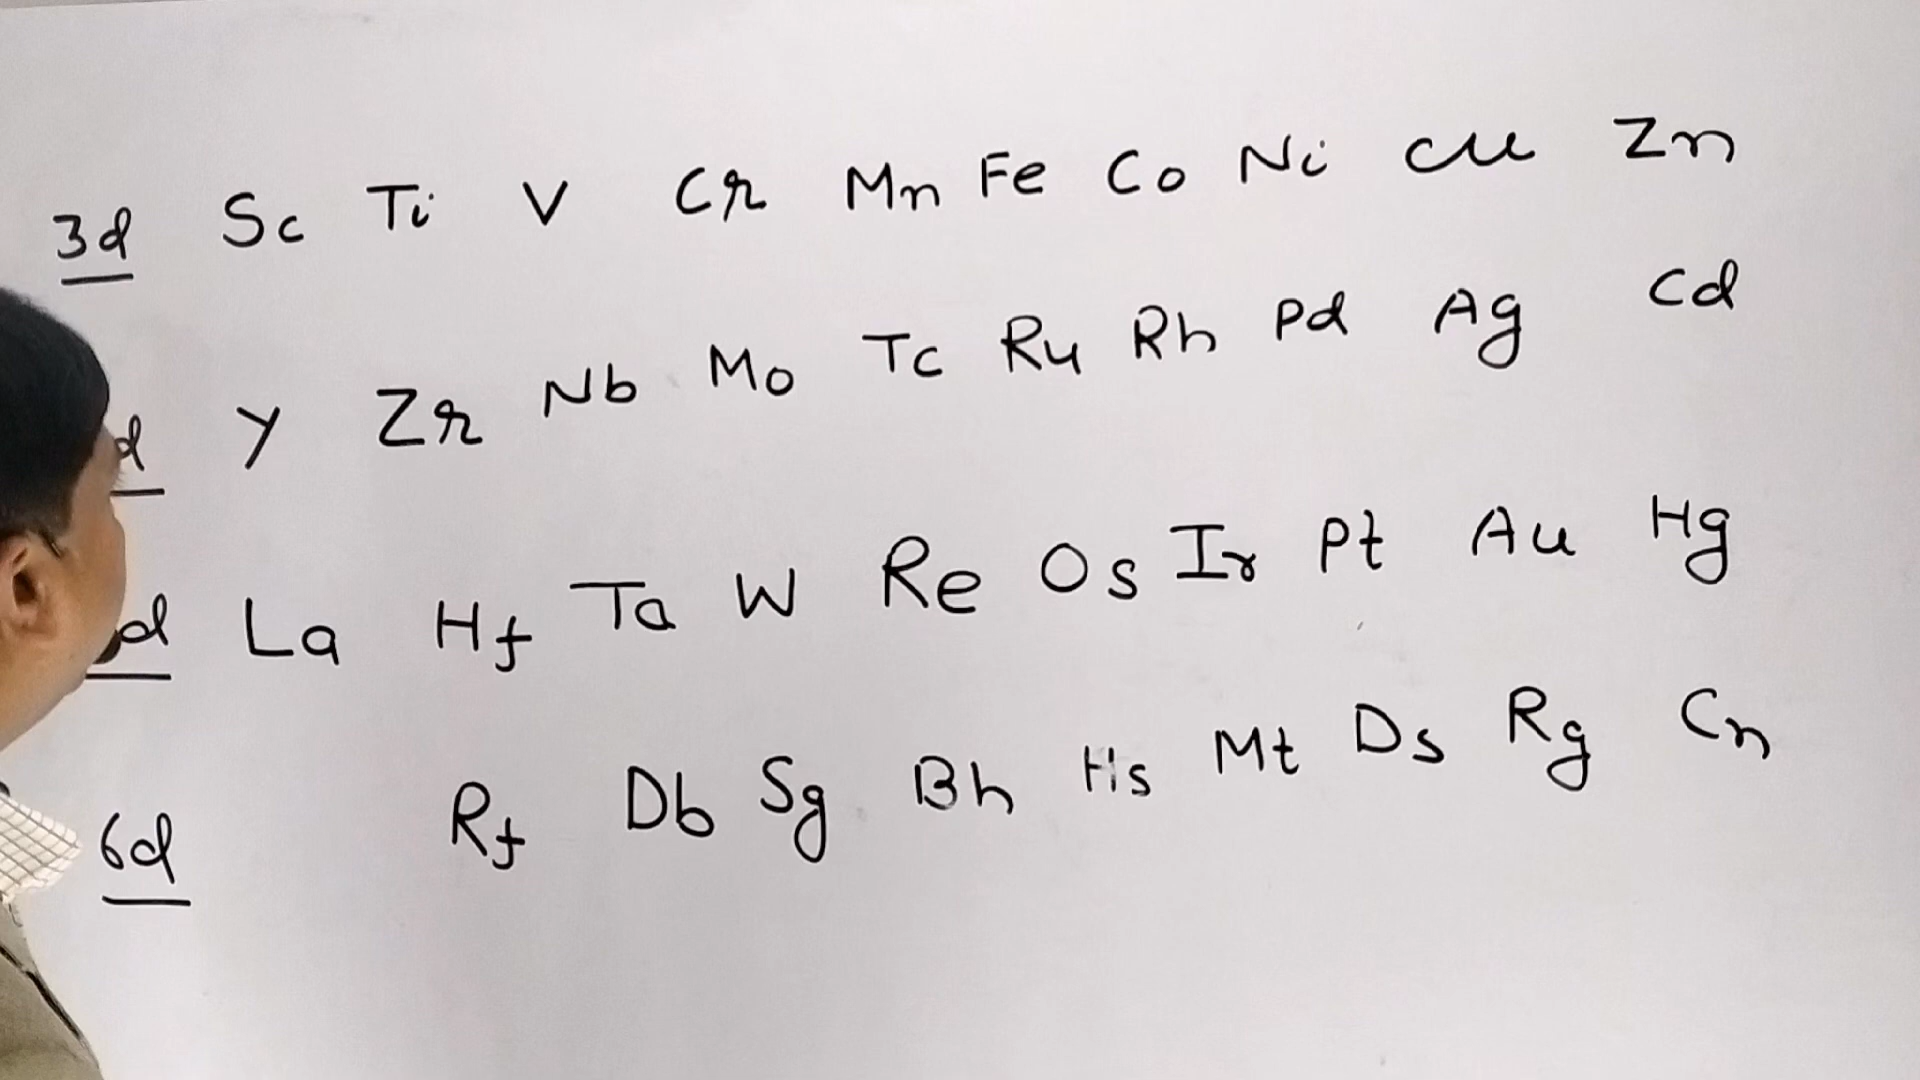 3d Sc Ti V Cr Mn Fe Co Ni Cu Zn
d Y Zr Nb Mo Tc Ru Rh Pd Ag Cd
d La Hf Ta W Re Os Ir Pt Au Hg
6d Rf Db Sg Bh Hs Mt Ds Rg Cn